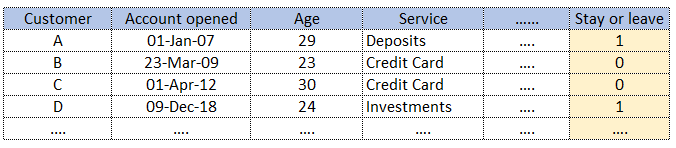 Customer Account opened Age Service ...... Stay or leave
A 01-Jan-07 29 Deposits .... 1
B 23-Mar-09 23 Credit Card .... 0
C 01-Apr-12 30 Credit Card .... 0
D 09-Dec-18 24 Investments .... 1
.... .... .... .... .... ....